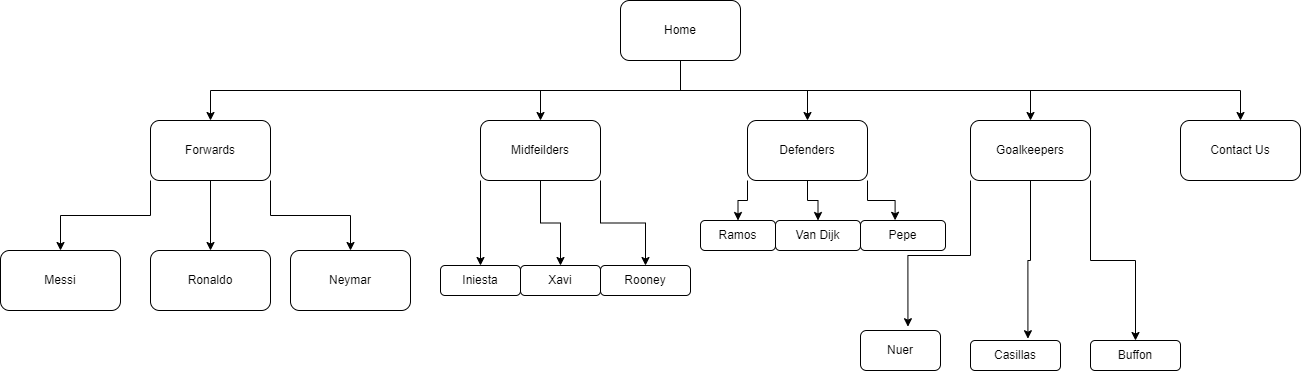 Home
Forwards
Midfeilders
Defenders
Goalkeepers
Contact Us
Messi
Ronaldo
Neymar
Iniesta
Xavi
Rooney
Ramos
Van Dijk
Pepe
Nuer
Casillas
Buffon